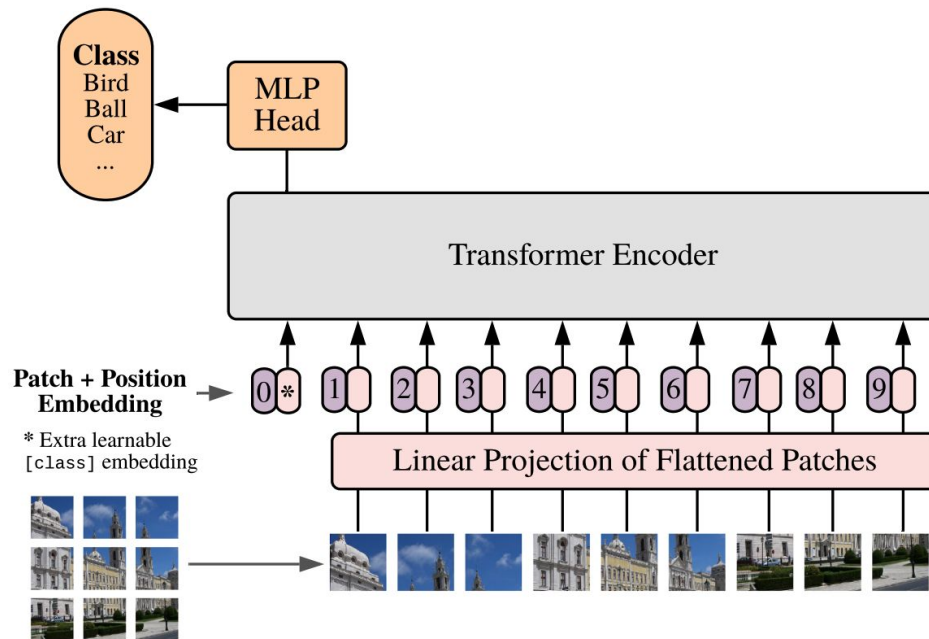 Class
Bird
Ball
Car
...
MLP
Head
Transformer Encoder
Patch + Position
Embedding
0 * 1 2 3 4 5 6 7 8 9
* Extra learnable
[class] embedding
Linear Projection of Flattened Patches